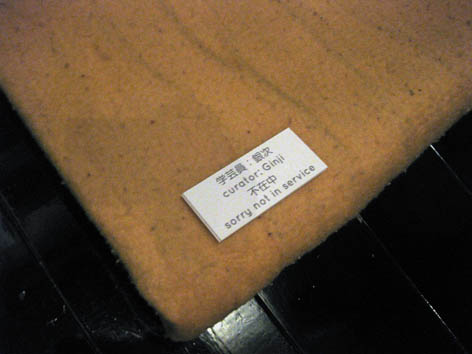 学芸員：銀次
curator: Ginji
不在中
sorry not in service